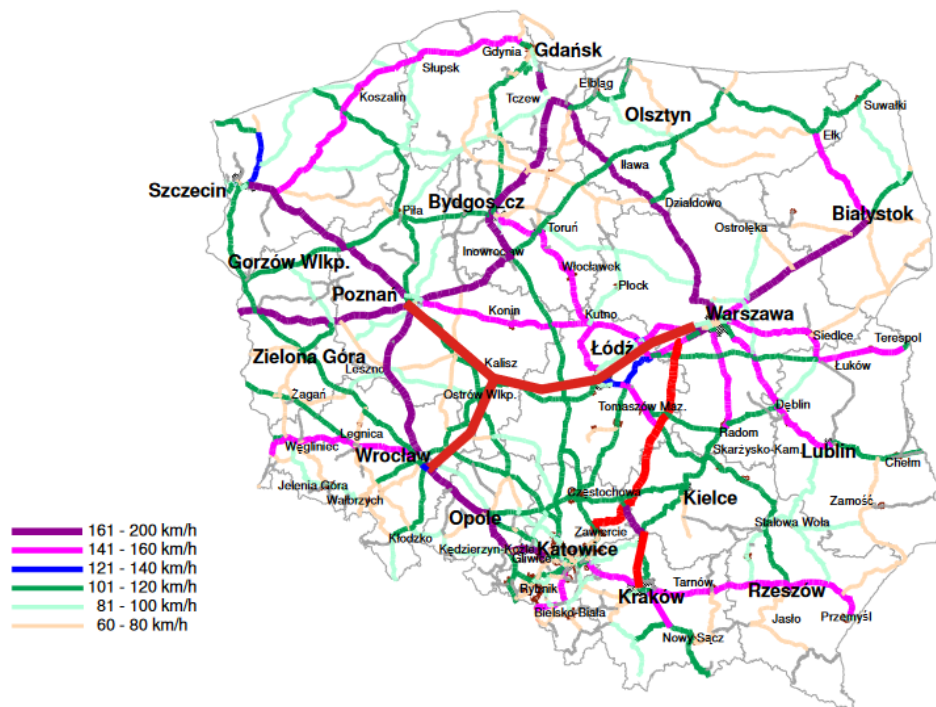 Gdynia
Gdańsk
Słupsk
Koszalin
Tczew
Elbląg
Olsztyn
Suwałki
Ełk
Szczecin
Iława
Bydgoszcz
Piła
Działdowo
Białystok
Ostrołęka
Toruń
Inowrocław
Gorzów Wlkp.
Włocławek
Płock
Poznań
Konin
Kutno
Warszawa
Siedlce
Terespol
Łódź
Zielona Góra
Leszno
Kalisz
Łuków
Żagań
Ostrów Wlkp.
Tomaszów Maz.
Dęblin
Legnica
Radom
Węgliniec
Wrocław
Skarżysko-Kam.
Lublin
Chełm
Jelenia Góra
Wałbrzych
Częstochowa
Kielce
Zamość
Opole
Stalowa Wola
161 - 200 km/h
Kłodzko
Zawiercie
141 - 160 km/h
Kędzierzyn-Koźle
Katowice
121 - 140 km/h
Gliwice
101 - 120 km/h
Rybnik
Kraków
Tarnów
Rzeszów
81 - 100 km/h
Bielsko-Biała
Przemyśl
60 - 80 km/h
Nowy Sącz
Jasło